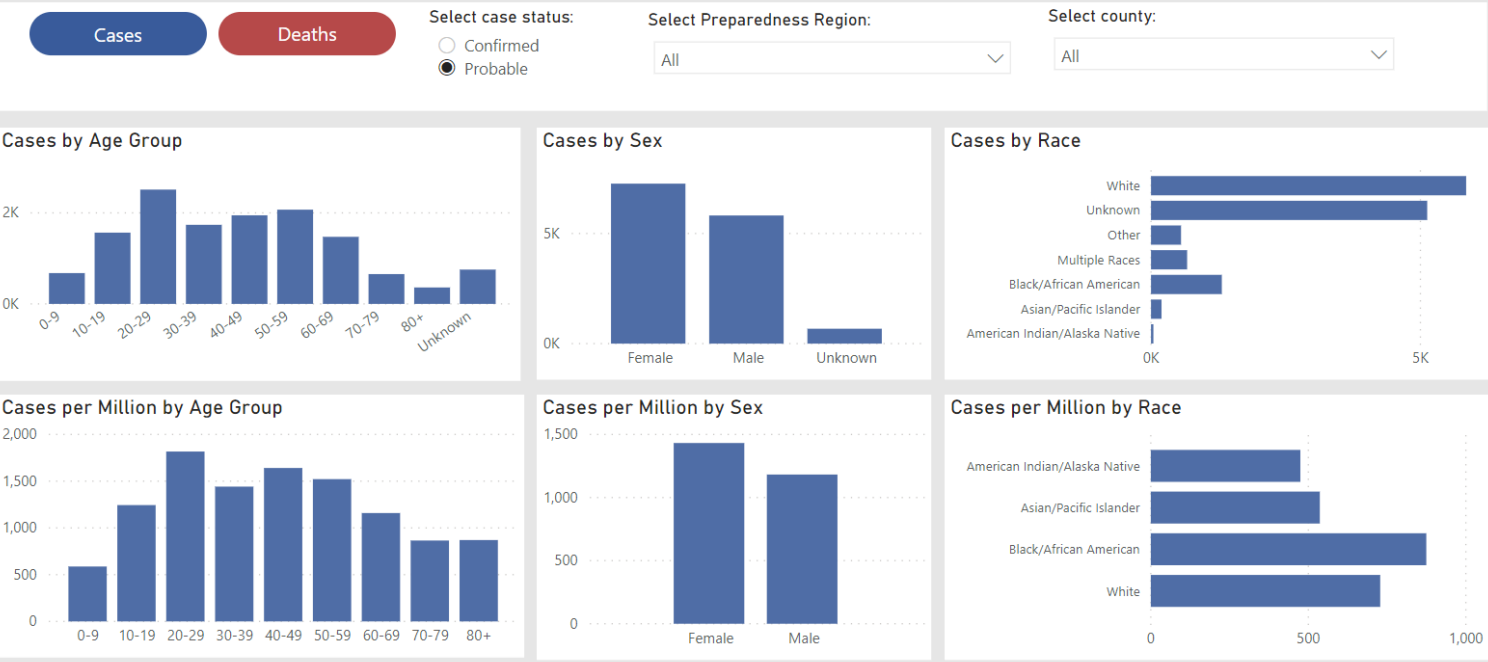 Cases
Deaths
Select case status:
Confirmed
Probable
Select Preparedness Region:
All
Select county:
All
Cases by Age Group
2K
0K
0-9
10-19
20-29
30-39
40-49
50-59
60-69
70-79
80+
Unknown
Cases by Sex
5K
0K
Female
Male
Unknown
Cases by Race
White
Unknown
Other
Multiple Races
Black/African American
Asian/Pacific Islander
American Indian/Alaska Native
0K
5K
Cases per Million by Age Group
2,000
1,500
1,000
500
0
0-9
10-19
20-29
30-39
40-49
50-59
60-69
70-79
80+
Cases per Million by Sex
1,500
1,000
500
0
Female
Male
Cases per Million by Race
American Indian/Alaska Native
Asian/Pacific Islander
Black/African American
White
0
500
1,000